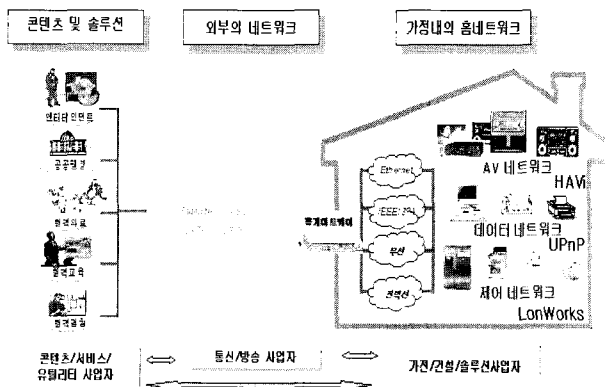 콘텐츠 및 솔루션
외부의 네트워크
가정내의 홈네트워크
엔터테인먼트
공공행정
원격의료
원격교육
원격검침
홈게이트웨이
Ethernet
IEEE1394
무선
전력선
AV 네트워크
HAVi
데이터 네트워크
UPnP
제어 네트워크
LonWorks
콘텐츠/서비스/
유틸리티 사업자
통신/방송 사업자
가전/건설/솔루션사업자